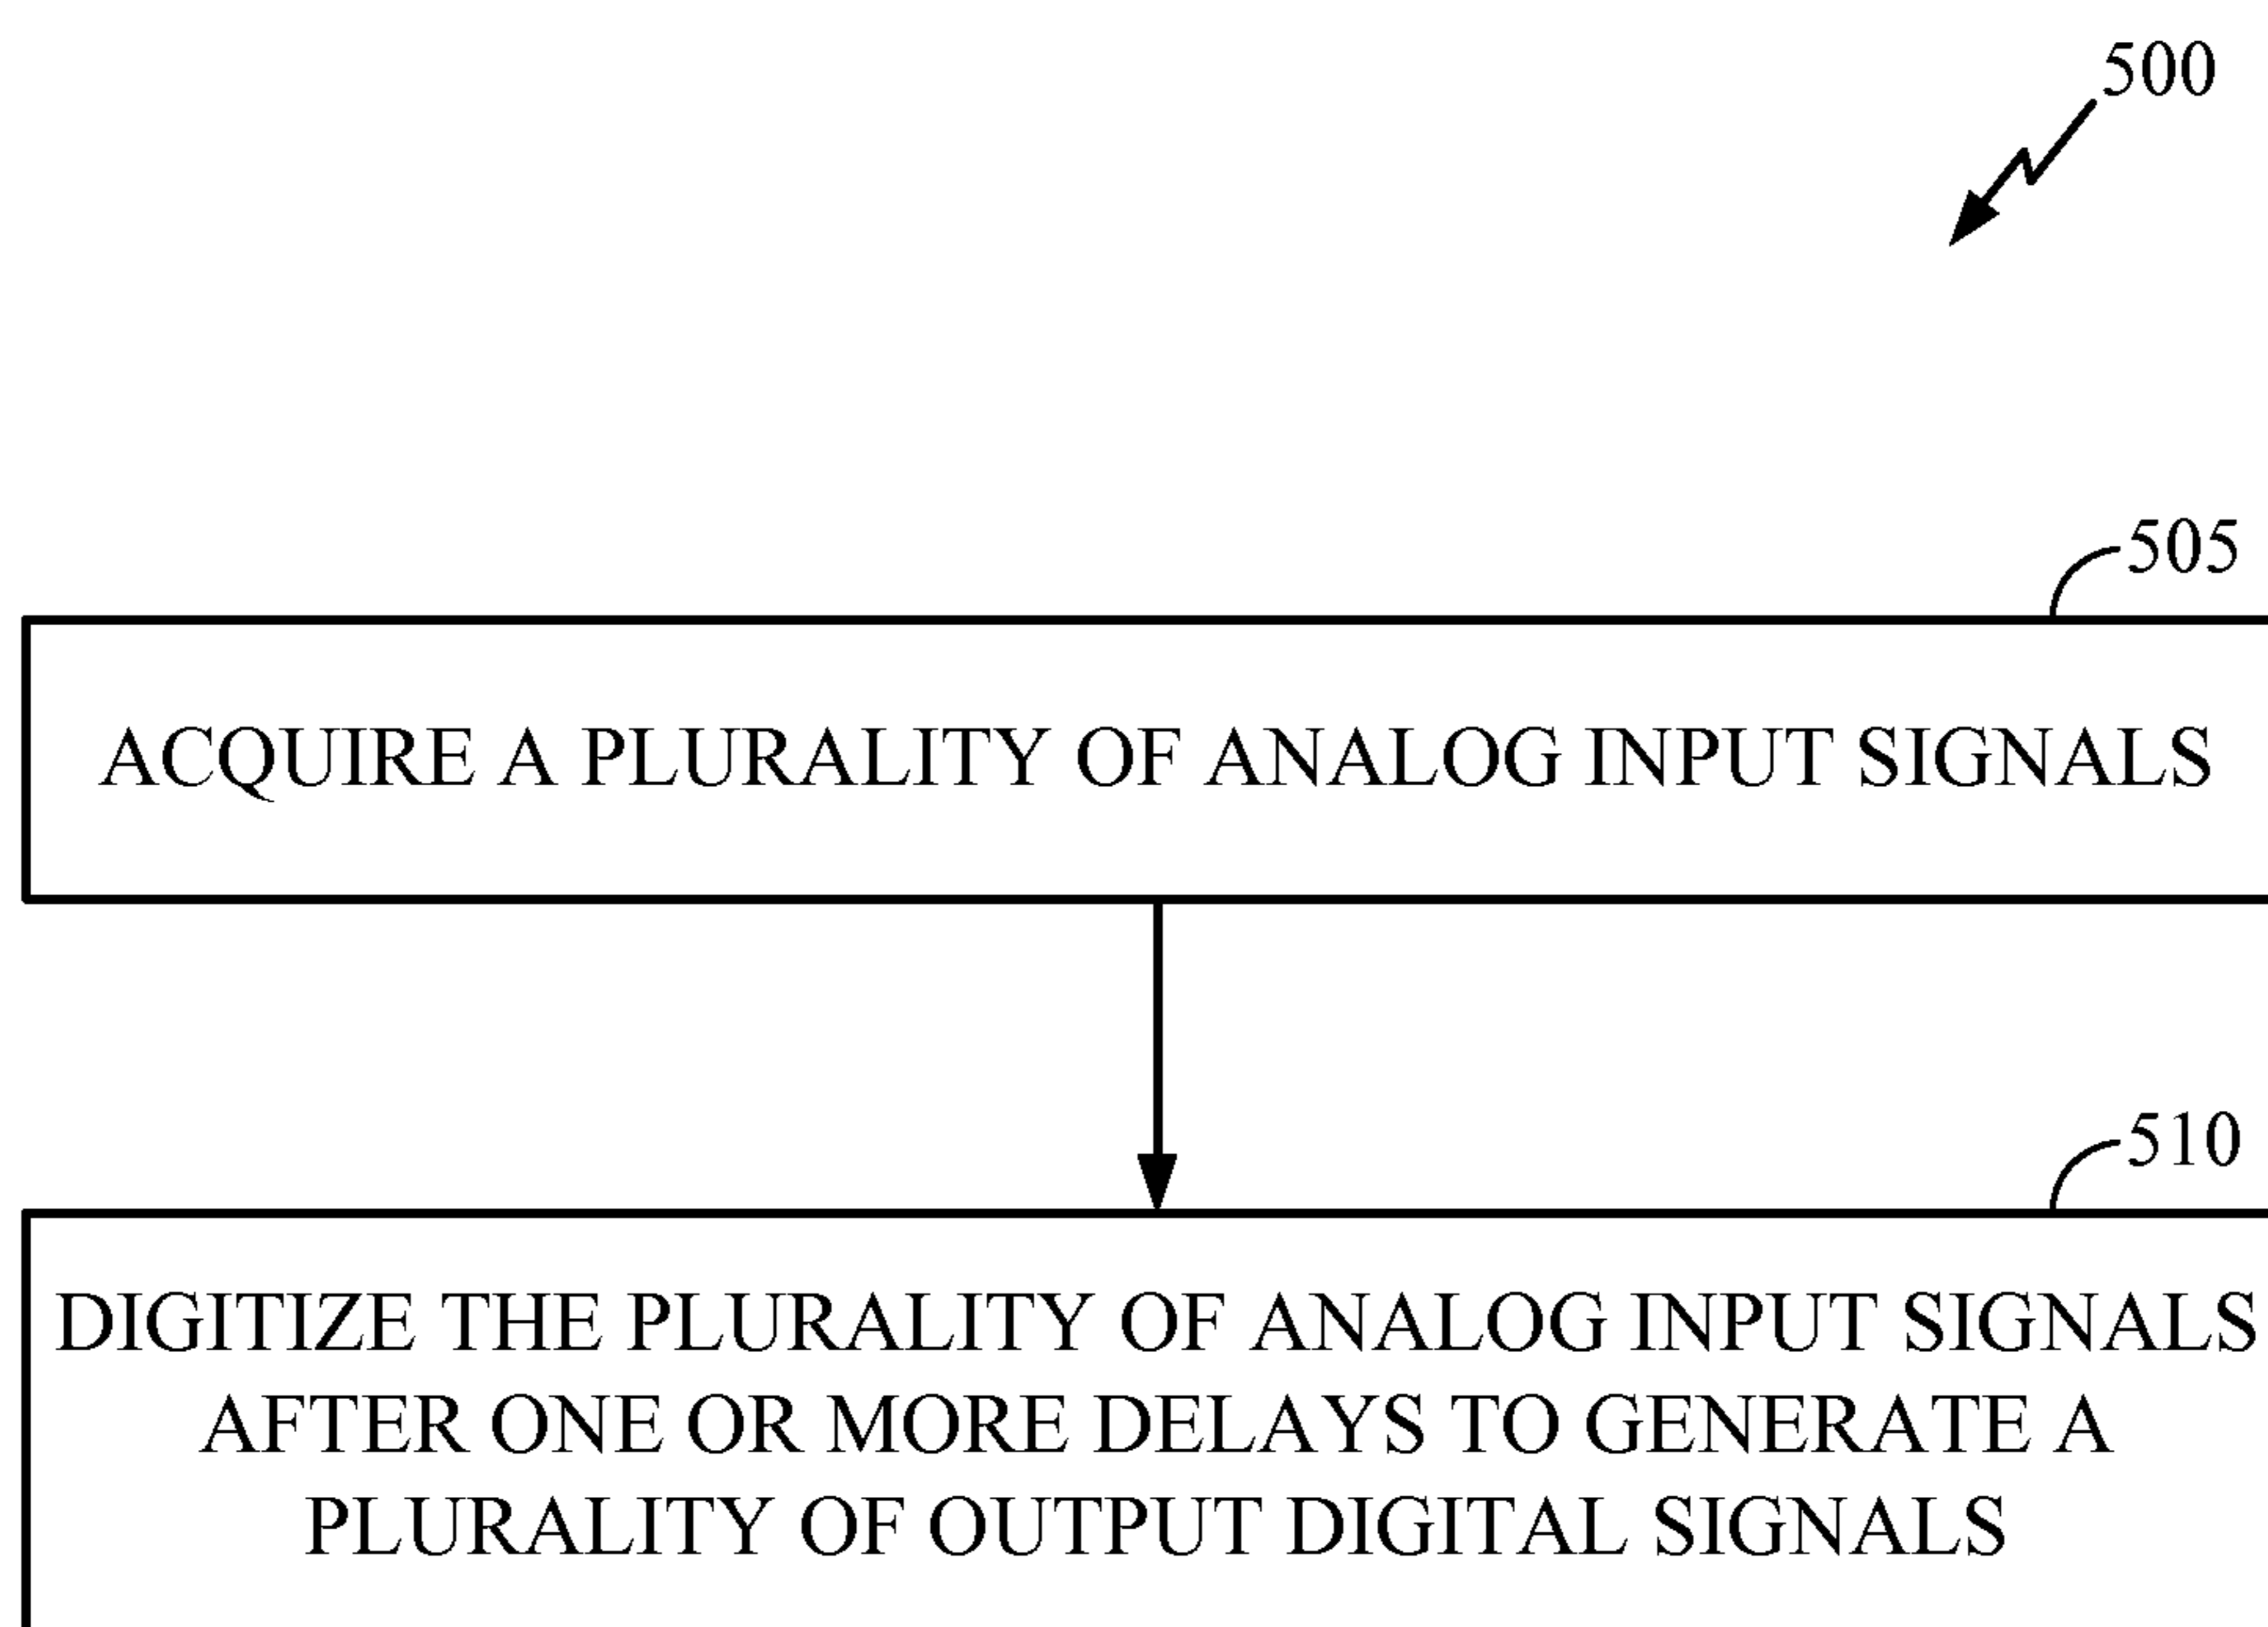 500
505
ACQUIRE A PLURALITY OF ANALOG INPUT SIGNALS
510
DIGITIZE THE PLURALITY OF ANALOG INPUT SIGNALS
AFTER ONE OR MORE DELAYS TO GENERATE A
PLURALITY OF OUTPUT DIGITAL SIGNALS